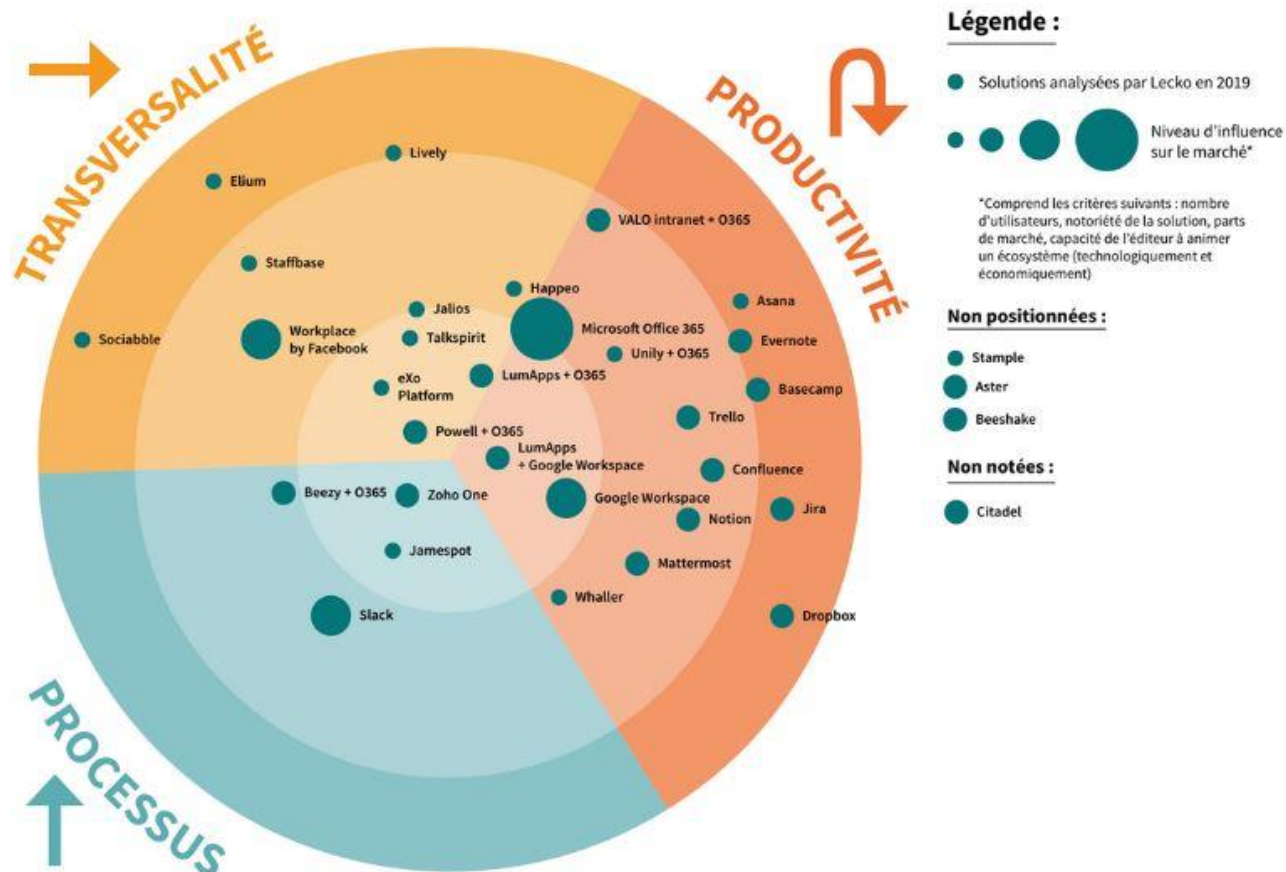 TRANSVERSALITÉ
PRODUCTIVITÉ
PROCESSUS
Lively
Elium
VALO intranet + O365
Staffbase
Happeo
Asana
Jalios
Microsoft Office 365
Evernote
Sociabble
Workplace
by Facebook
Talkspirit
Unily + O365
LumApps + O365
Basecamp
eXo
Platform
Trello
Powell + O365
LumApps
+ Google Workspace
Confluence
Beezy + O365
Zoho One
Google Workspace
Jira
Notion
Jamespot
Mattermost
Whaller
Slack
Dropbox
Légende :
Solutions analysées par Lecko en 2019
Niveau d'influence
sur le marché*
*Comprend les critères suivants : nombre
d'utilisateurs, notoriété de la solution, parts
de marché, capacité de l'éditeur à animer
un écosystème (technologiquement et
économiquement)
Non positionnées :
Stample
Aster
Beeshake
Non notées :
Citadel